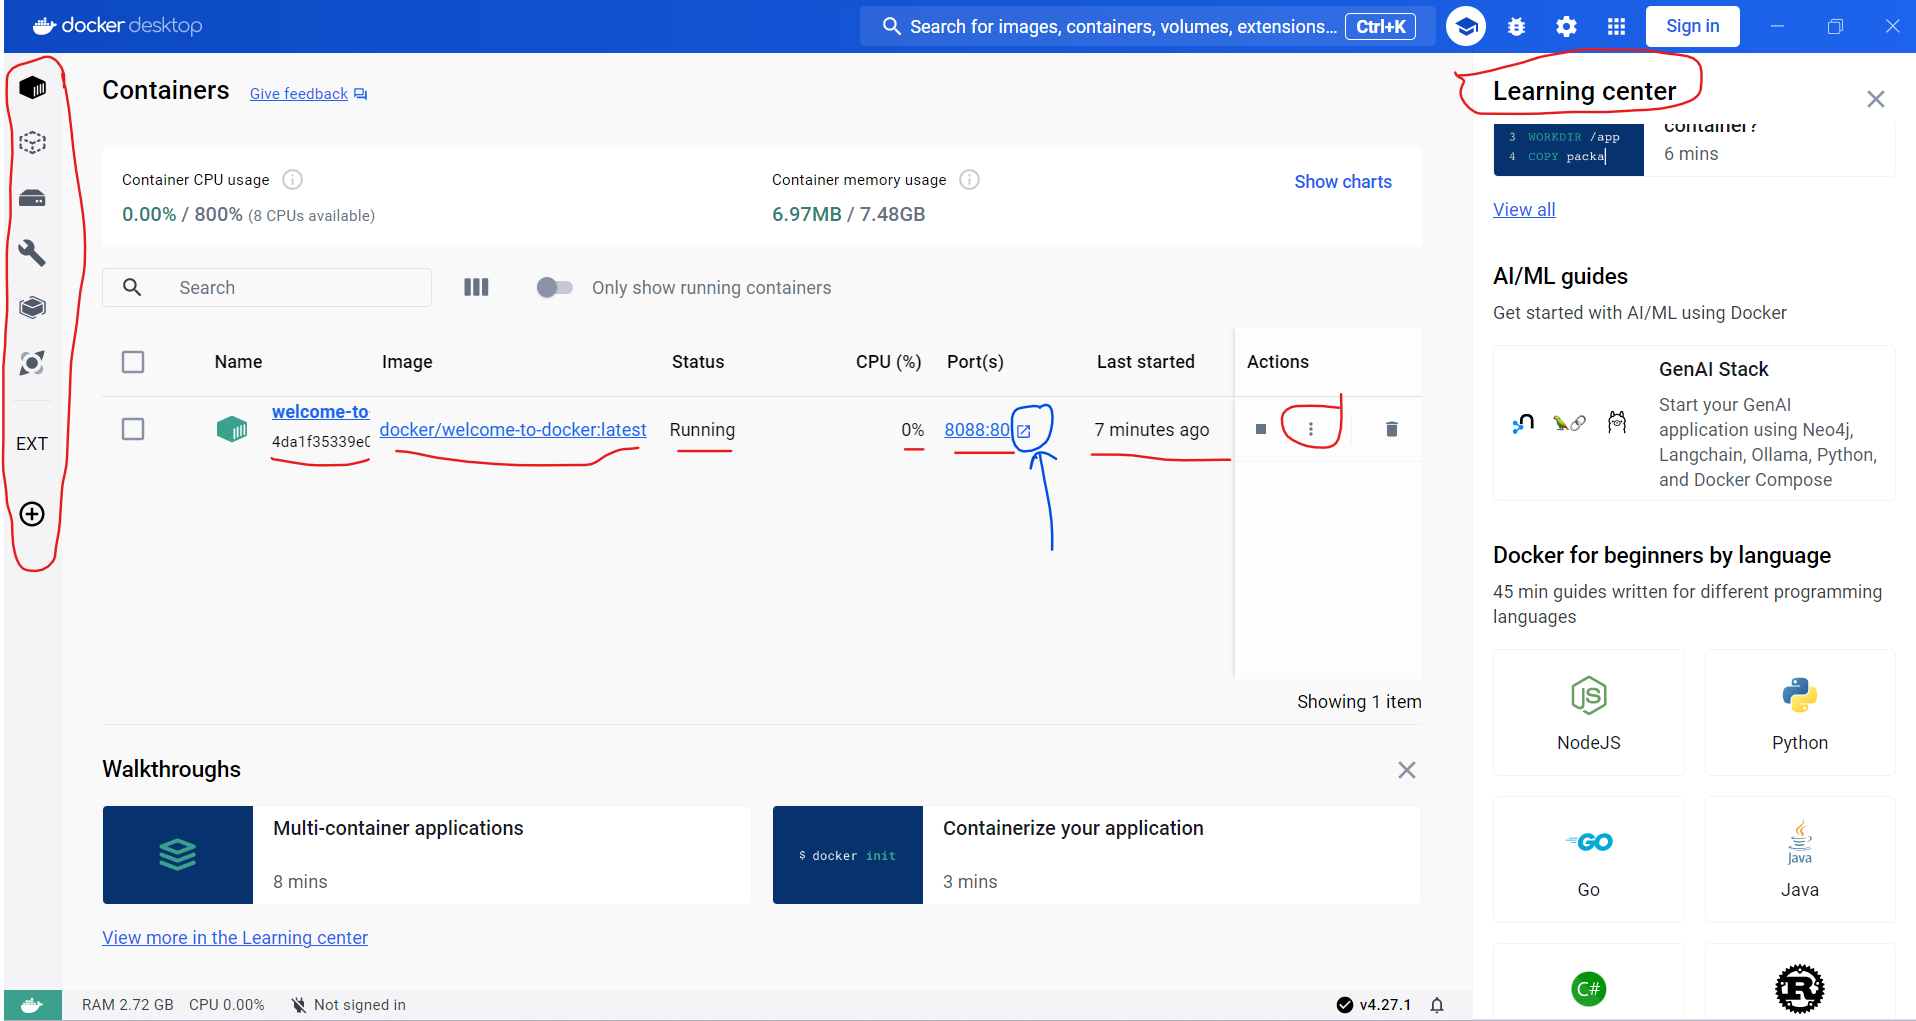 docker desktop
Search for images, containers, volumes, extensions... Ctrl+K
Sign in
Containers
Give feedback
Container CPU usage
0.00% / 800% (8 CPUs available)
Container memory usage
6.97MB / 7.48GB
Show charts
Search
Only show running containers
Name Image Status CPU (%) Port(s) Last started Actions
welcome-to-
4da1f35339e0
docker/welcome-to-docker:latest Running 0% 8088:80 7 minutes ago
EXT
Showing 1 item
Walkthroughs
Multi-container applications
8 mins
$ docker init
Containerize your application
3 mins
View more in the Learning center
Learning center
3 WORKDIR /app
4 COPY packa
container?
6 mins
View all
AI/ML guides
Get started with AI/ML using Docker
GenAI Stack
Start your GenAI
application using Neo4j,
Langchain, Ollama, Python,
and Docker Compose
Docker for beginners by language
45 min guides written for different programming
languages
JS
NodeJS
Python
GO
Go
Java
Java
C#
R
RAM 2.72 GB CPU 0.00% Not signed in
v4.27.1